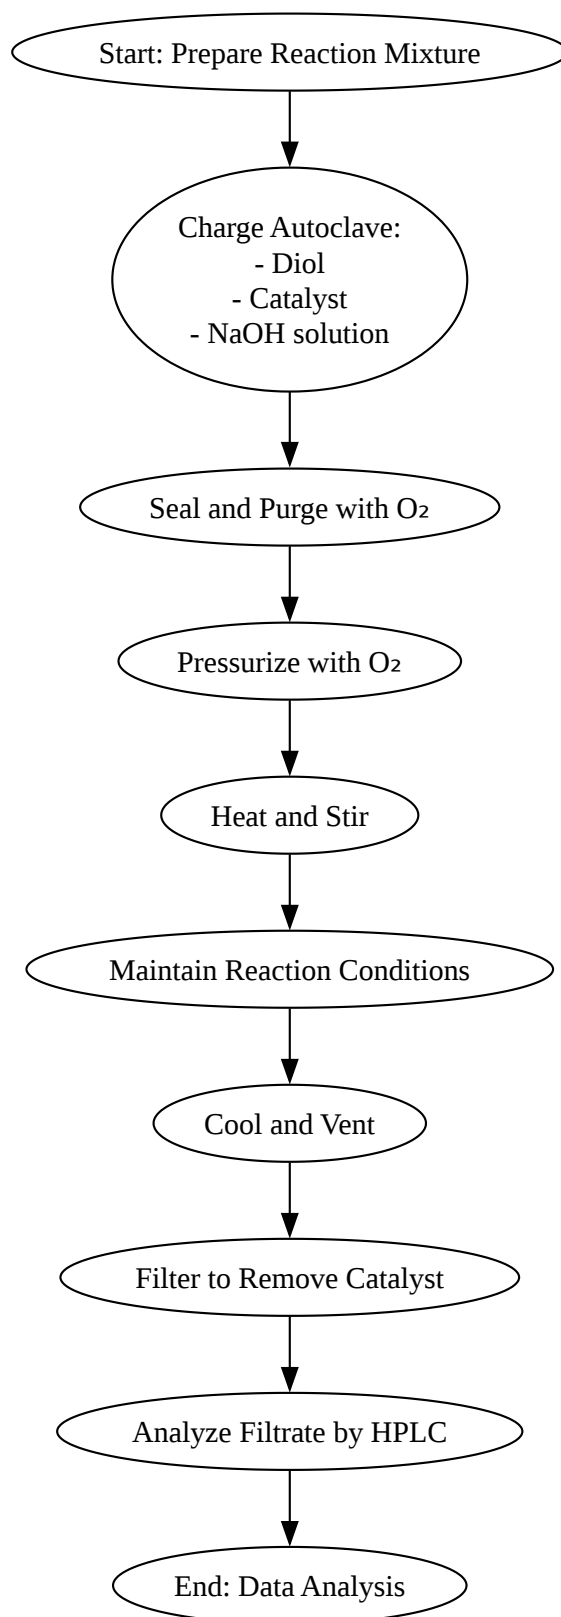 Start: Prepare Reaction Mixture
Charge Autoclave:
- Diol
- Catalyst
- NaOH solution
Seal and Purge with O₂
Pressurize with O₂
Heat and Stir
Maintain Reaction Conditions
Cool and Vent
Filter to Remove Catalyst
Analyze Filtrate by HPLC
End: Data Analysis